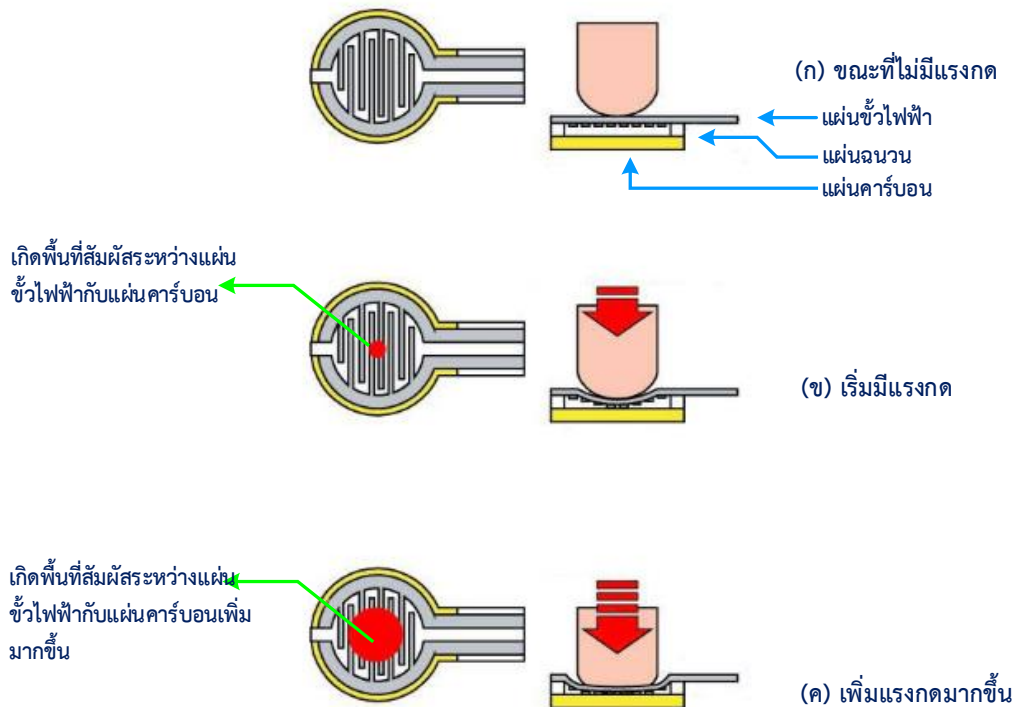 (ก) ขณะที่ไม่มีแรงกด
แผ่นขั้วไฟฟ้า
แผ่นฉนวน
แผ่นคาร์บอน
เกิดพื้นที่สัมผัสระหว่างแผ่น
ขั้วไฟฟ้ากับแผ่นคาร์บอน
(ข) เริ่มมีแรงกด
เกิดพื้นที่สัมผัสระหว่างแผ่น
ขั้วไฟฟ้ากับแผ่นคาร์บอนเพิ่ม
มากขึ้น
(ค) เพิ่มแรงกดมากขึ้น